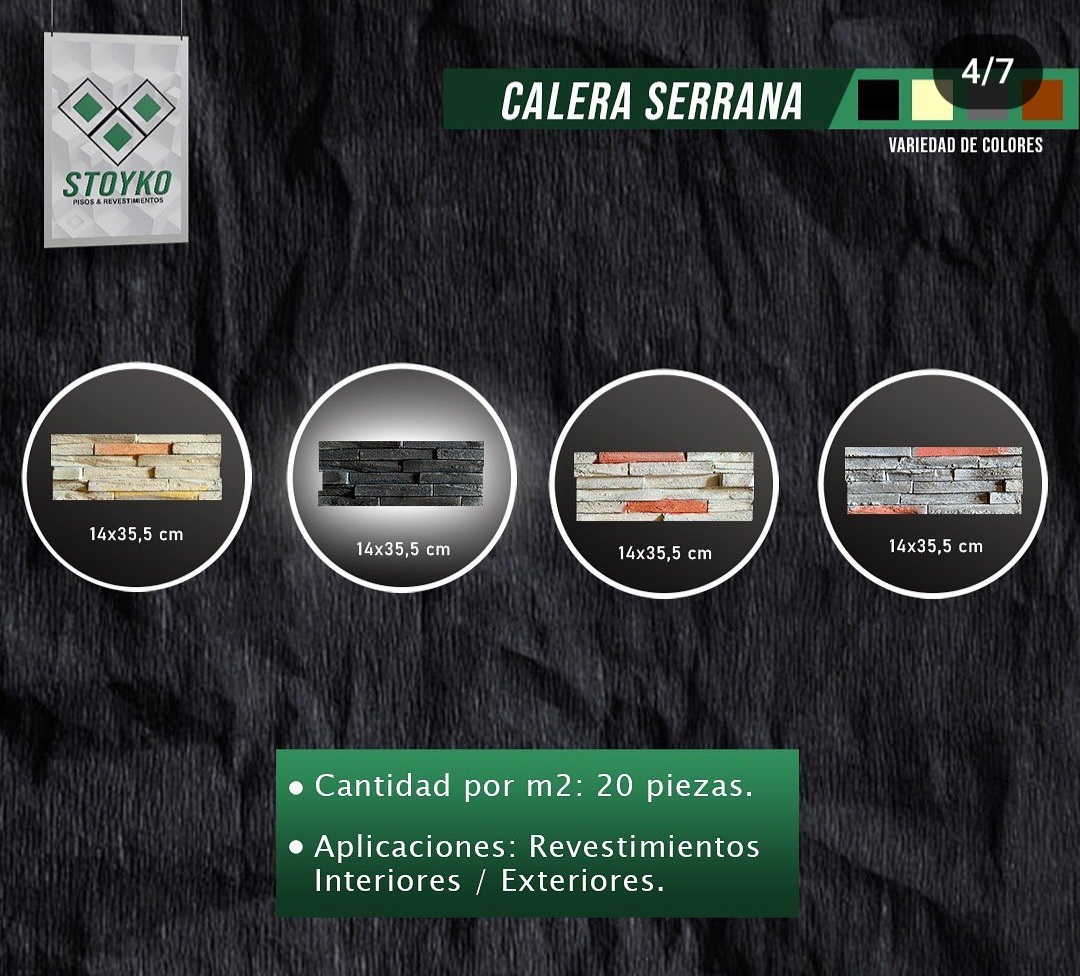 4/7
CALERA SERRANA
VARIEDAD DE COLORES
STOYKO
PISOS & REVESTIMIENTOS
14x35,5 cm
14x35,5 cm
14x35,5 cm
14x35,5 cm
Cantidad por m2: 20 piezas.
Aplicaciones: Revestimientos
Interiores / Exteriores.